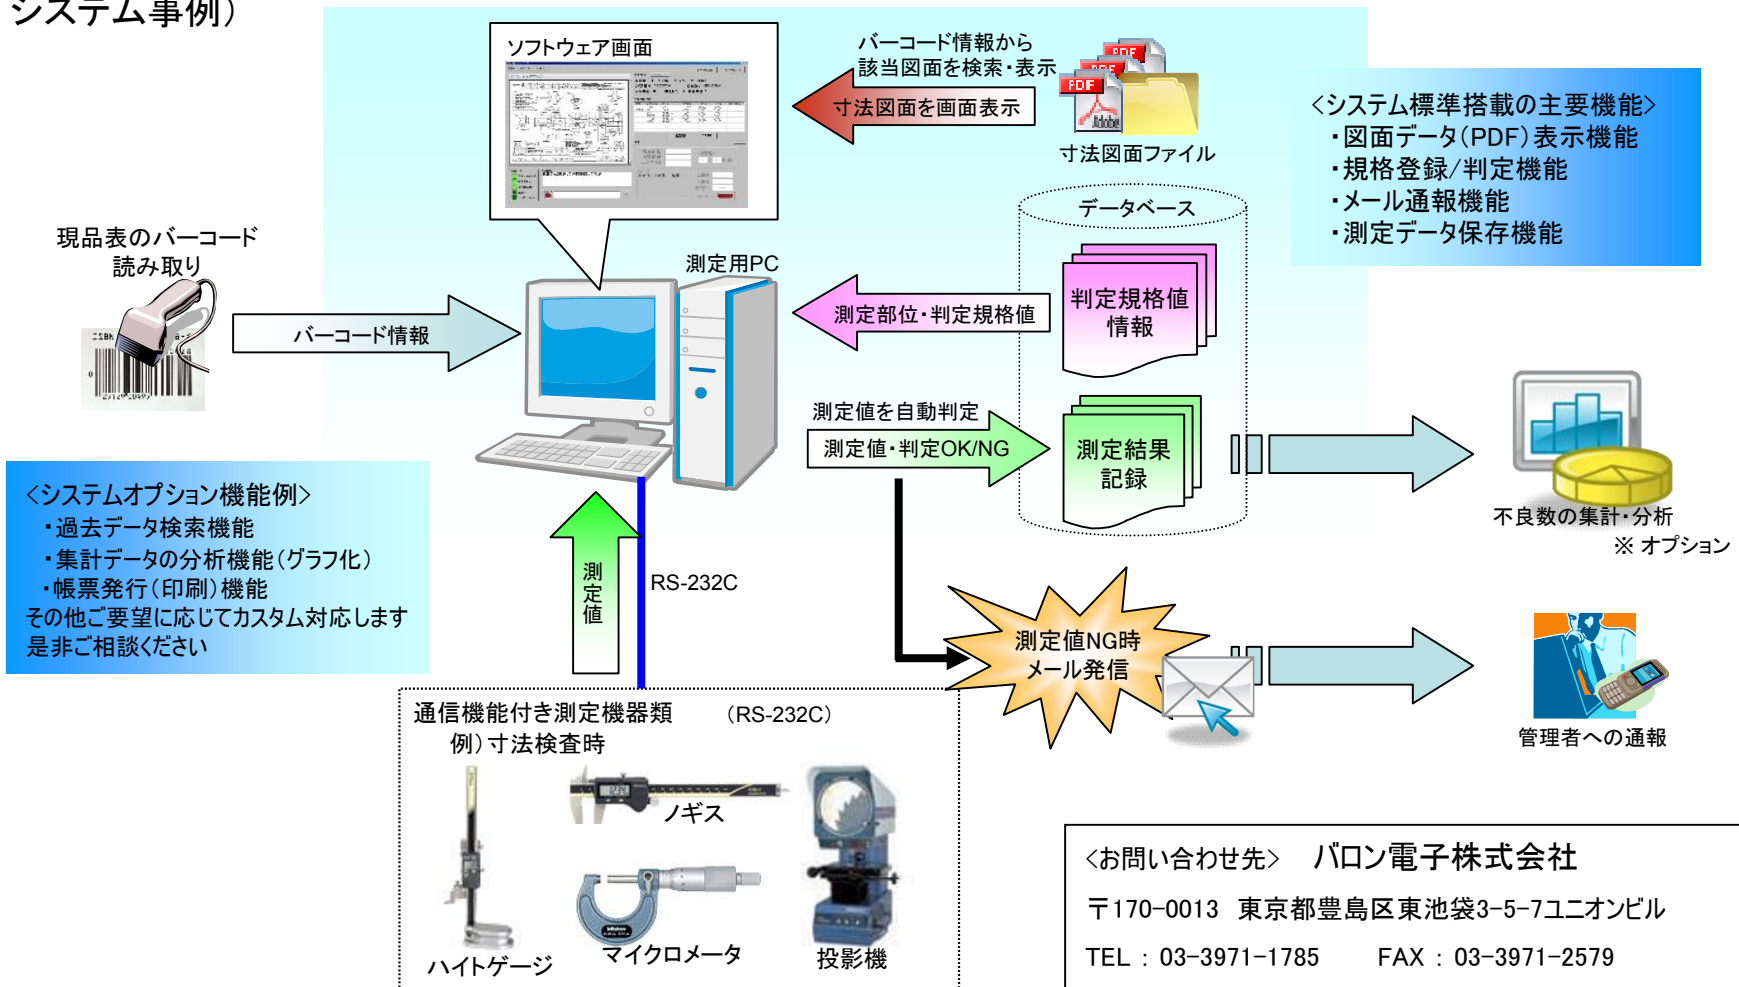 システム事例）
ソフトウェア画面
バーコード情報から
該当図面を検索・表示
寸法図面を画面表示
PDF
PDF
PDF
Adobe
寸法図面ファイル
＜システム標準搭載の主要機能＞
・図面データ（PDF）表示機能
・規格登録/判定機能
・メール通報機能
・測定データ保存機能
現品表のバーコード
読み取り
バーコード情報
測定用PC
データベース
測定部位・判定規格値
判定規格値
情報
測定値を自動判定
測定値・判定OK/NG
測定結果
記録
不良数の集計・分析
※ オプション
＜システムオプション機能例＞
・過去データ検索機能
・集計データの分析機能（グラフ化）
・帳票発行（印刷）機能
その他ご要望に応じてカスタム対応します
是非ご相談ください
測定値
RS-232C
測定値NG時
メール発信
管理者への通報
通信機能付き測定機器類　（RS-232C）
例）寸法検査時
ノギス
ハイトゲージ
マイクロメータ
投影機
＜お問い合わせ先＞　バロン電子株式会社
〒170-0013 東京都豊島区東池袋3-5-7ユニオンビル
TEL : 03-3971-1785　FAX : 03-3971-2579